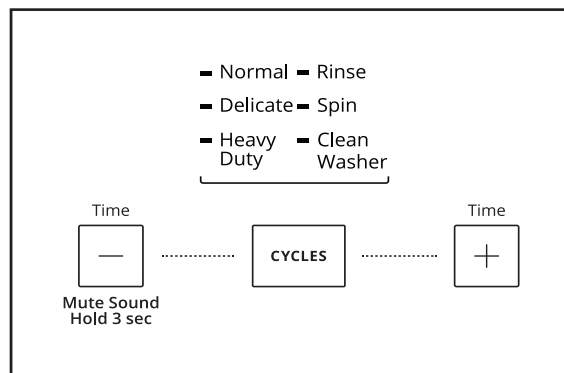 Normal
Rinse
Delicate
Spin
Heavy
Duty
Clean
Washer
Time
Time
—
CYCLES
+
Mute Sound
Hold 3 sec